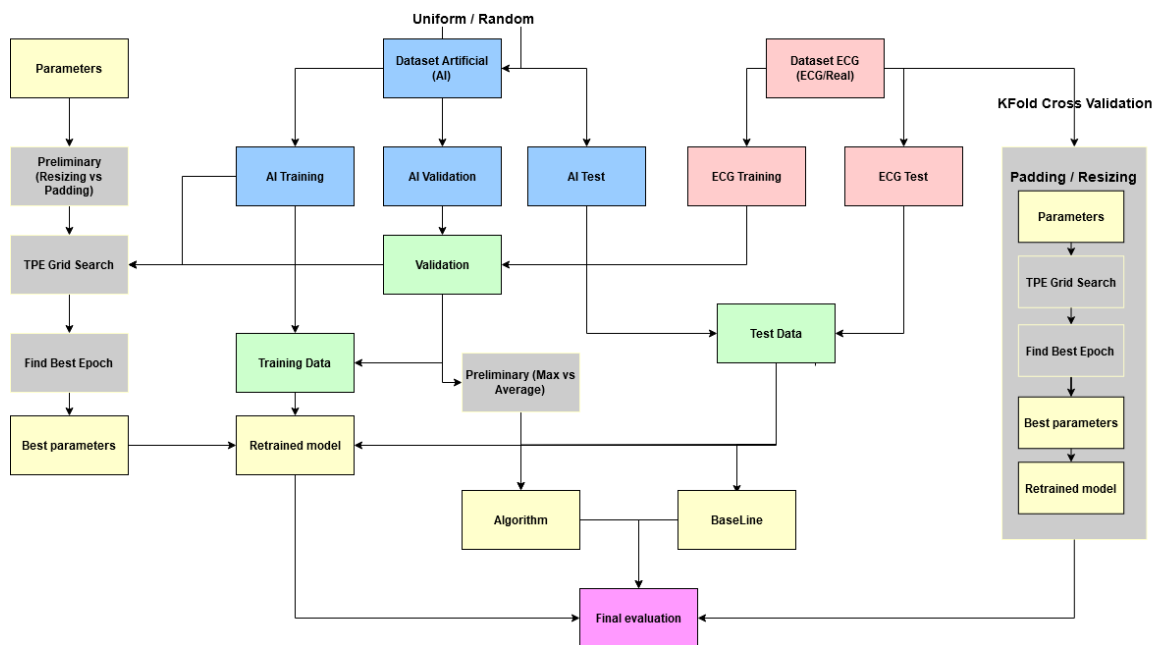 Uniform / Random
Parameters
Dataset Artificial
(AI)
Dataset ECG
(ECG/Real)
KFold Cross Validation
Preliminary
(Resizing vs
Padding)
AI Training
AI Validation
AI Test
ECG Training
ECG Test
Padding / Resizing
Parameters
TPE Grid Search
Validation
TPE Grid Search
Test Data
Find Best Epoch
Training Data
Find Best Epoch
Preliminary (Max vs
Average)
Best parameters
Best parameters
Retrained model
Retrained model
Algorithm
BaseLine
Final evaluation